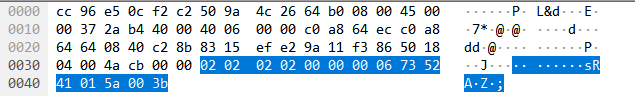 0000 cc 96 e5 0c f2 c2 50 9a 4c 26 64 b0 08 00 45 00 ······P· L&d···E·
0010 00 37 2a b4 40 00 40 06 00 00 c0 a8 64 ec c0 a8 ·7*·@·@· ····d···
0020 64 64 08 40 c2 8b 83 15 ef e2 9a 11 f3 86 50 18 dd·@···· ······P·
0030 04 00 4a cb 00 00 02 02 02 02 00 00 00 06 73 52 ··J····· ······sR
0040 41 01 5a 00 3b A·Z·;